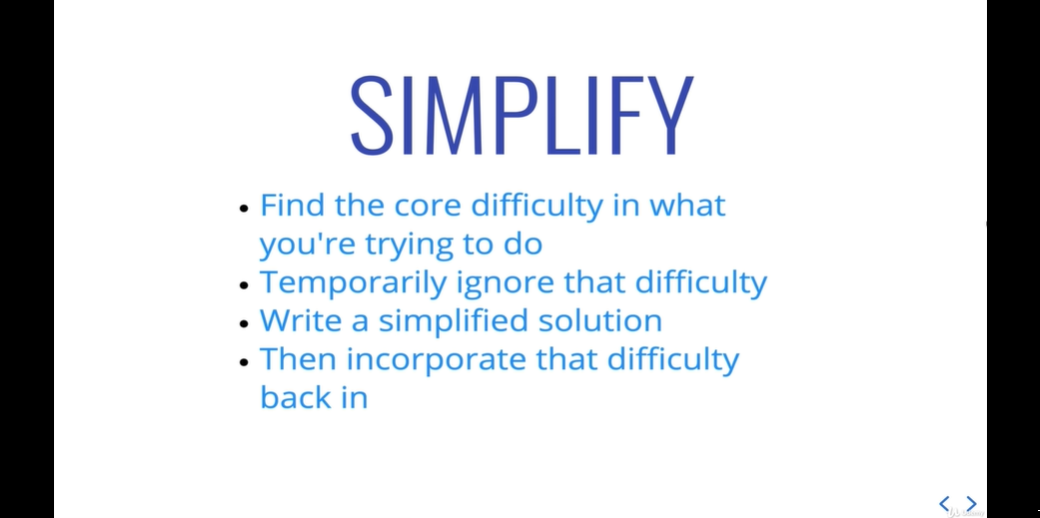 SIMPLIFY
Find the core difficulty in what
you're trying to do
Temporarily ignore that difficulty
Write a simplified solution
Then incorporate that difficulty
back in